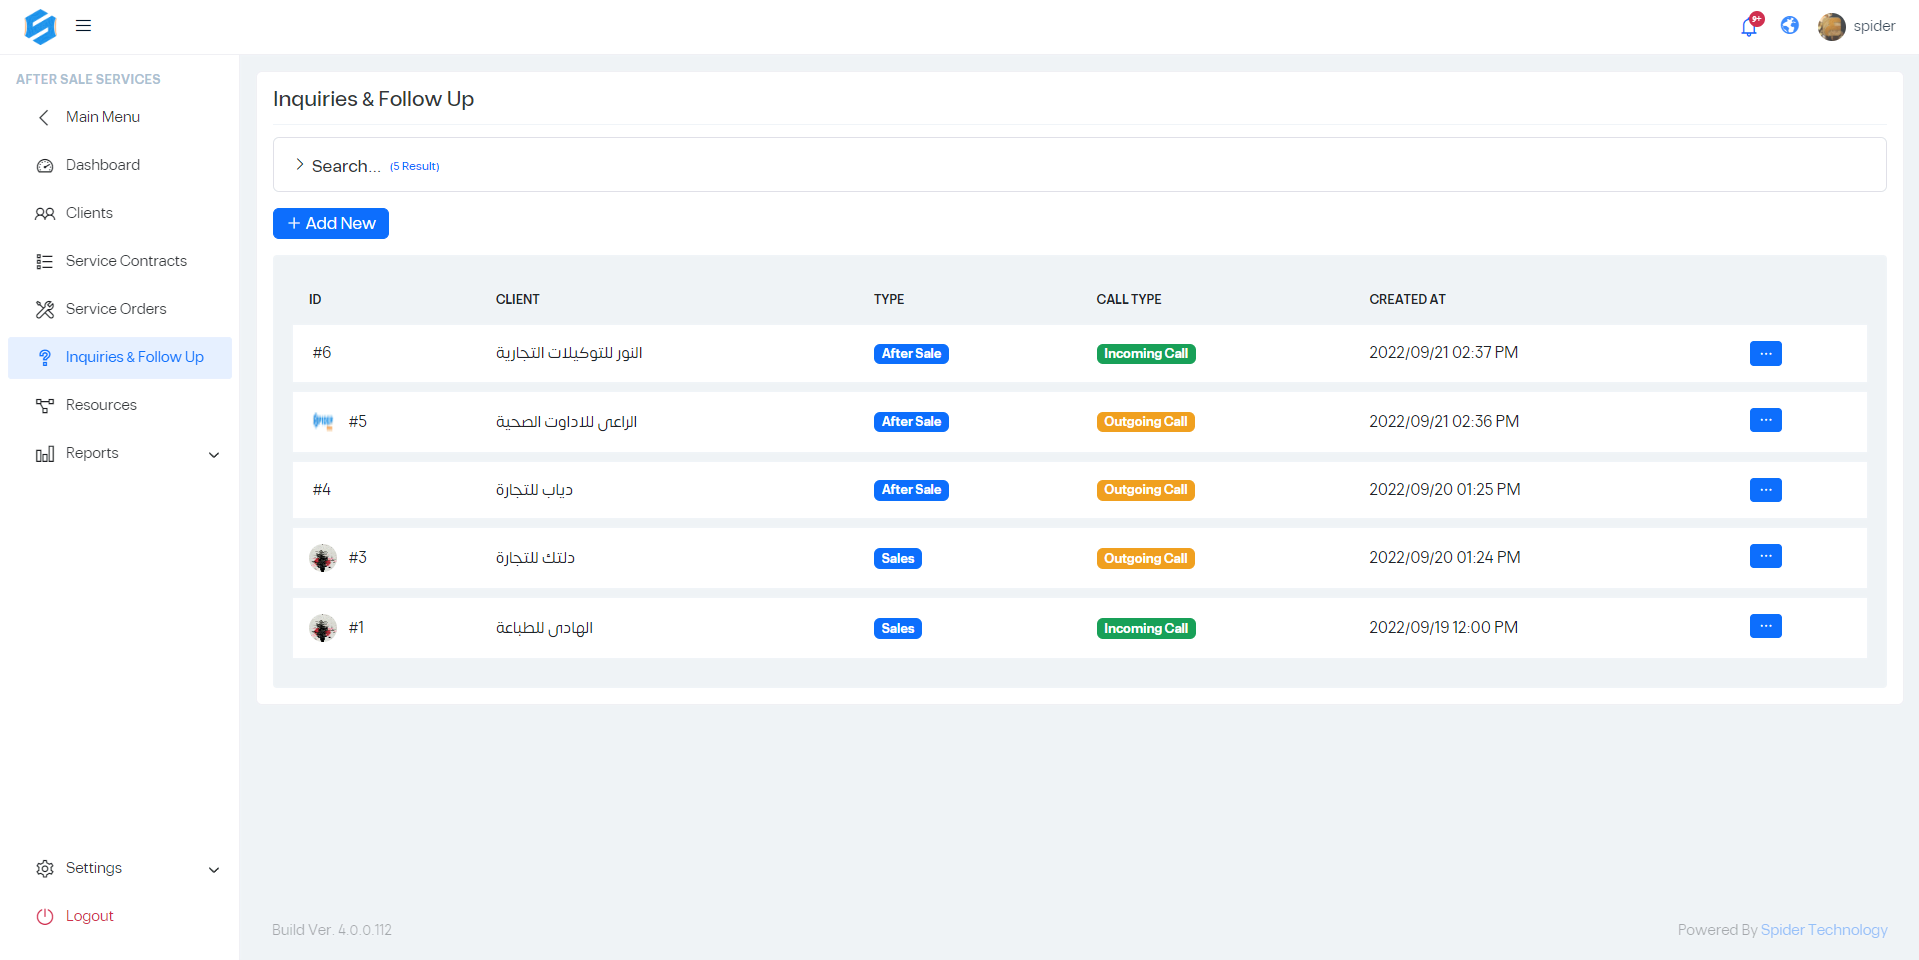 9+
spider
AFTER SALE SERVICES
Main Menu
Dashboard
Clients
Service Contracts
Service Orders
Inquiries & Follow Up
Resources
Reports
Settings
Logout
Inquiries & Follow Up
Search... (5 Result)
+ Add New
ID CLIENT TYPE CALL TYPE CREATED AT
#6 النور للتوكيلات التجارية After Sale Incoming Call 2022/09/21 02:37 PM ...
#5 الراعى للاداوت الصحية After Sale Outgoing Call 2022/09/21 02:36 PM ...
#4 دياب للتجارة After Sale Outgoing Call 2022/09/20 01:25 PM ...
#3 دلتك للتجارة Sales Outgoing Call 2022/09/20 01:24 PM ...
#1 الهادى للطباعة Sales Incoming Call 2022/09/19 12:00 PM ...
Build Ver. 4.0.0.112
Powered By Spider Technology